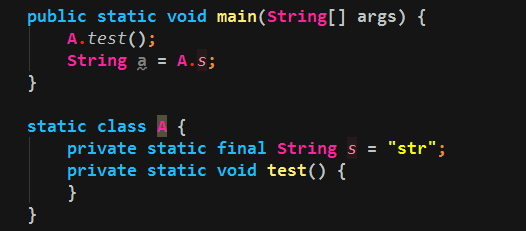 public static void main(String[] args) {
    A.test();
    String a = A.s;
}

static class A {
    private static final String s = "str";
    private static void test() {
    }
}